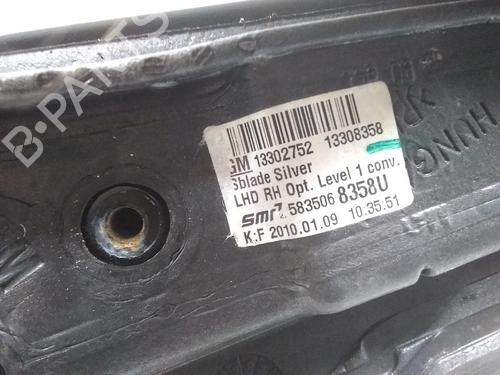 B-PARTS
GM 13302752 13308358
Sblade Silver
LHD RH Opt. Level 1 conv.
smr 583506 8358U
K:F 2010.01.09 10:35:51
HUNG